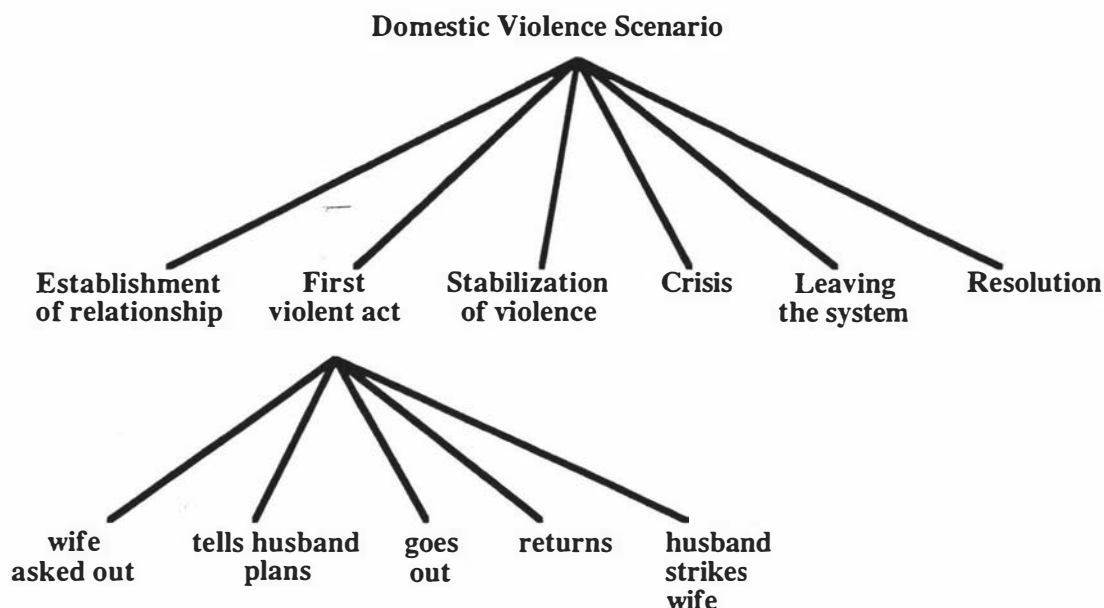 Domestic Violence Scenario
Establishment
of relationship
First
violent act
Stabilization
of violence
Crisis
Leaving
the system
Resolution
wife
asked out
tells husband
plans
goes
out
returns
husband
strikes
wife